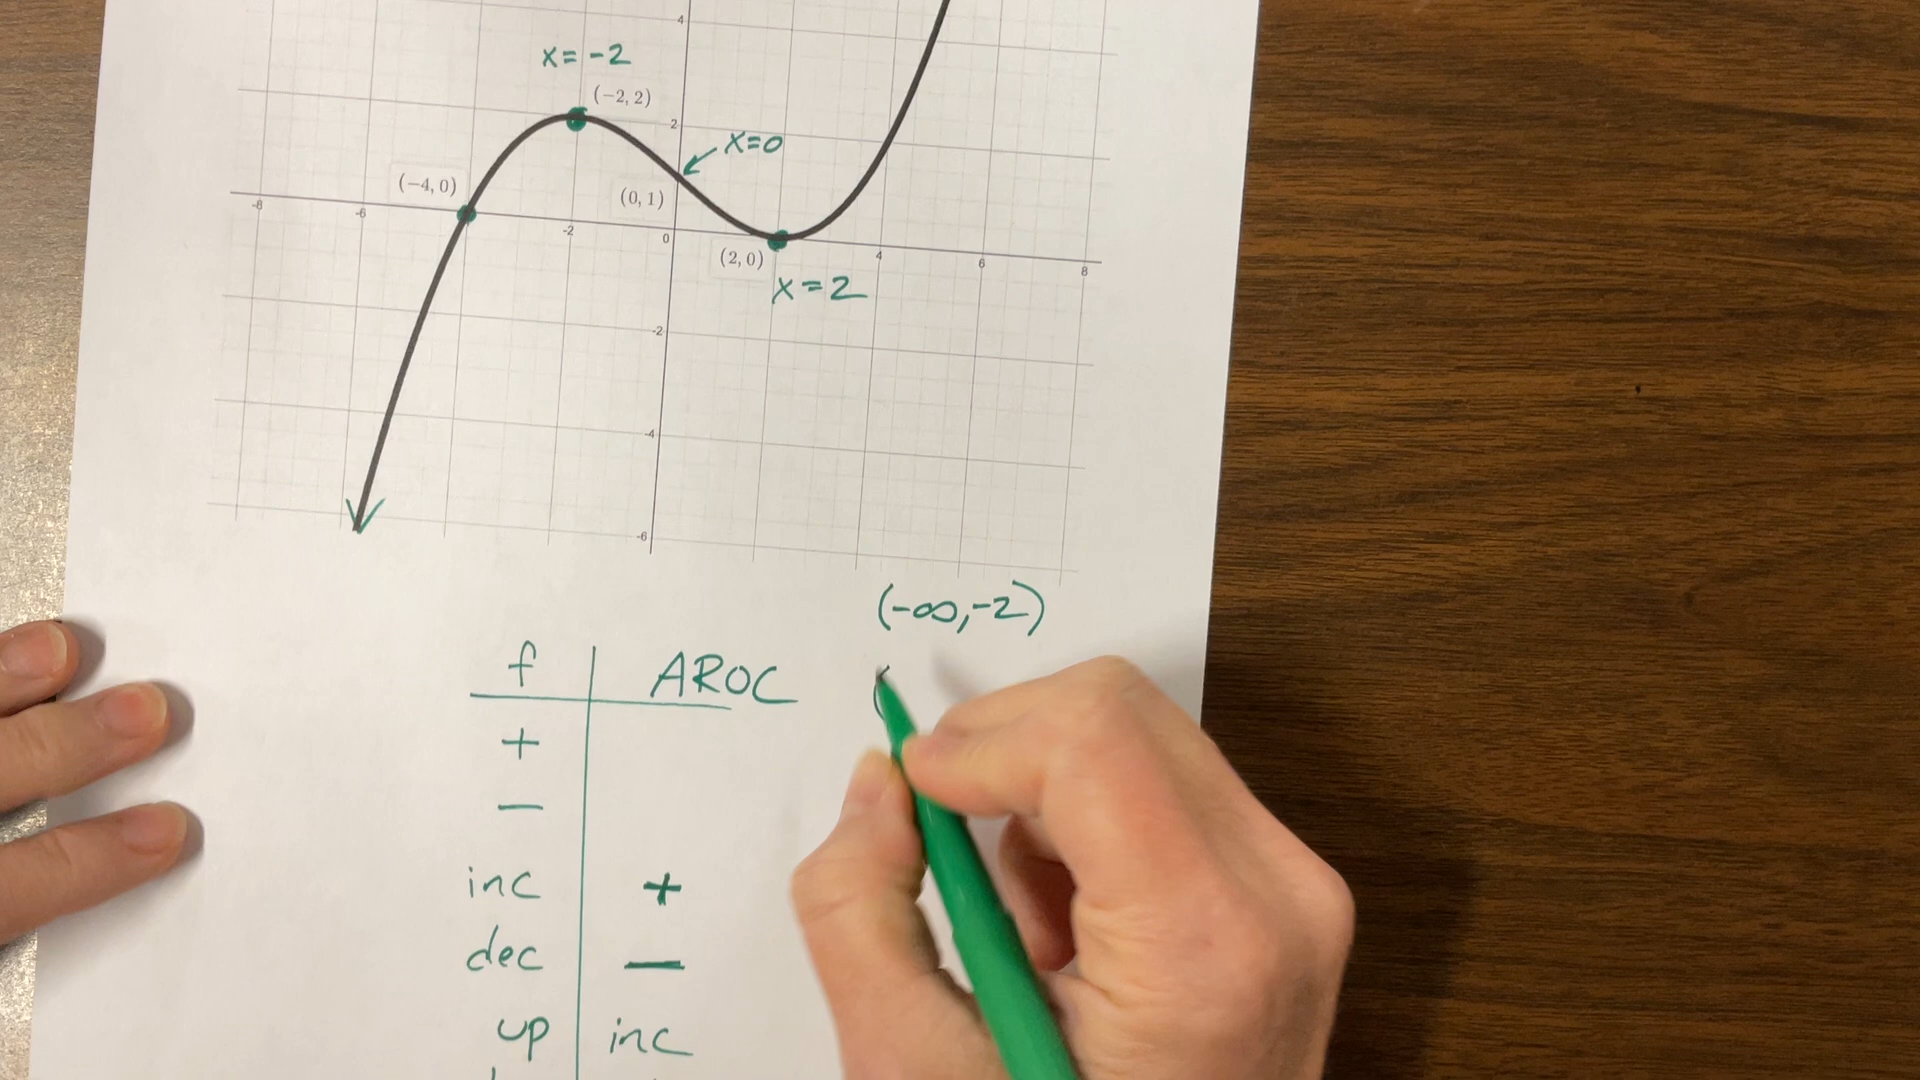 4
x = -2
(−2, 2)
2
x=0
(−4, 0)
(0, 1)
-8
-6
-2
0
(2, 0)
4
6
8
x = 2
-2
-4
-6
(-∞, -2)
f AROC
(
+
−
inc +
dec −
up inc